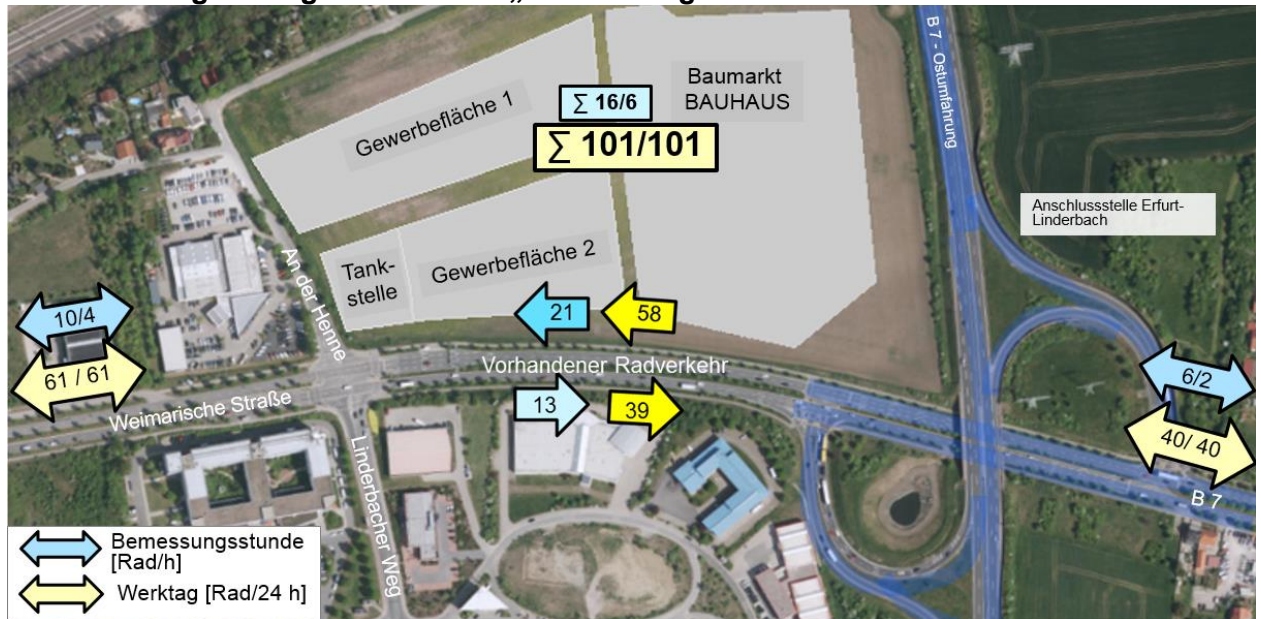 B 7 - Ostumfahrung
Baumarkt
BAUHAUS
∑ 16/6
∑ 101/101
Gewerbefläche 1
Anschlussstelle Erfurt-
Linderbach
An der Henne
Tank-
stelle
Gewerbefläche 2
10/4
61 / 61
21
58
Vorhandener Radverkehr
13
39
6/2
40/ 40
B 7
Weimarische Straße
Linderbacher Weg
Bemessungsstunde
[Rad/h]
Werktag [Rad/24 h]